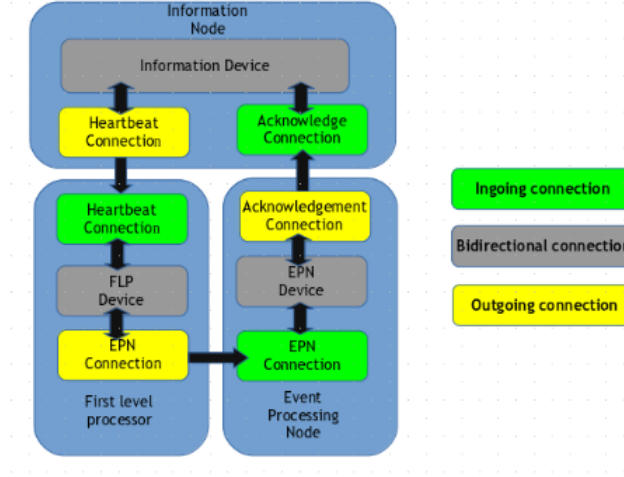 Information
Node
Information Device
Heartbeat
Connection
Acknowledge
Connection
Heartbeat
Connection
Acknowledgement
Connection
FLP
Device
EPN
Device
EPN
Connection
EPN
Connection
First level
processor
Event
Processing
Node
Ingoing connection
Bidirectional connection
Outgoing connection